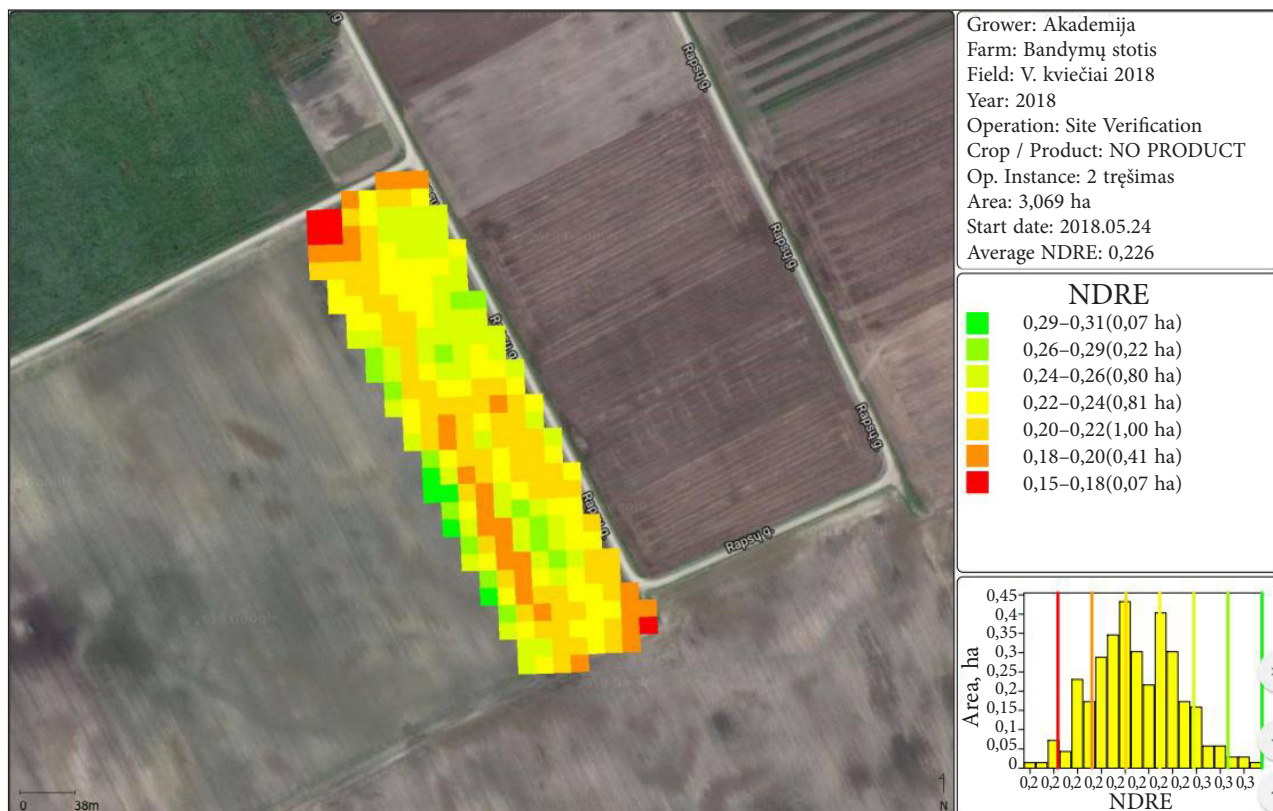 Grower: Akademija
Farm: Bandymų stotis
Field: V. kviečiai 2018
Year: 2018
Operation: Site Verification
Crop / Product: NO PRODUCT
Op. Instance: 2 tręšimas
Area: 3,069 ha
Start date: 2018.05.24
Average NDRE: 0,226
NDRE
0,29–0,31(0,07 ha)
0,26–0,29(0,22 ha)
0,24–0,26(0,80 ha)
0,22–0,24(0,81 ha)
0,20–0,22(1,00 ha)
0,18–0,20(0,41 ha)
0,15–0,18(0,07 ha)
Area, ha
0,45
0,4
0,35
0,3
0,25
0,2
0,15
0,1
0,05
0
0,2 0,2 0,2 0,2 0,2 0,2 0,2 0,3 0,3 0,3
NDRE
g.
Rapsų g.
Rapsų g.
Rapsų g.
Rapsų g.
Rapsų g.
Rapsų g.
0 38m
N